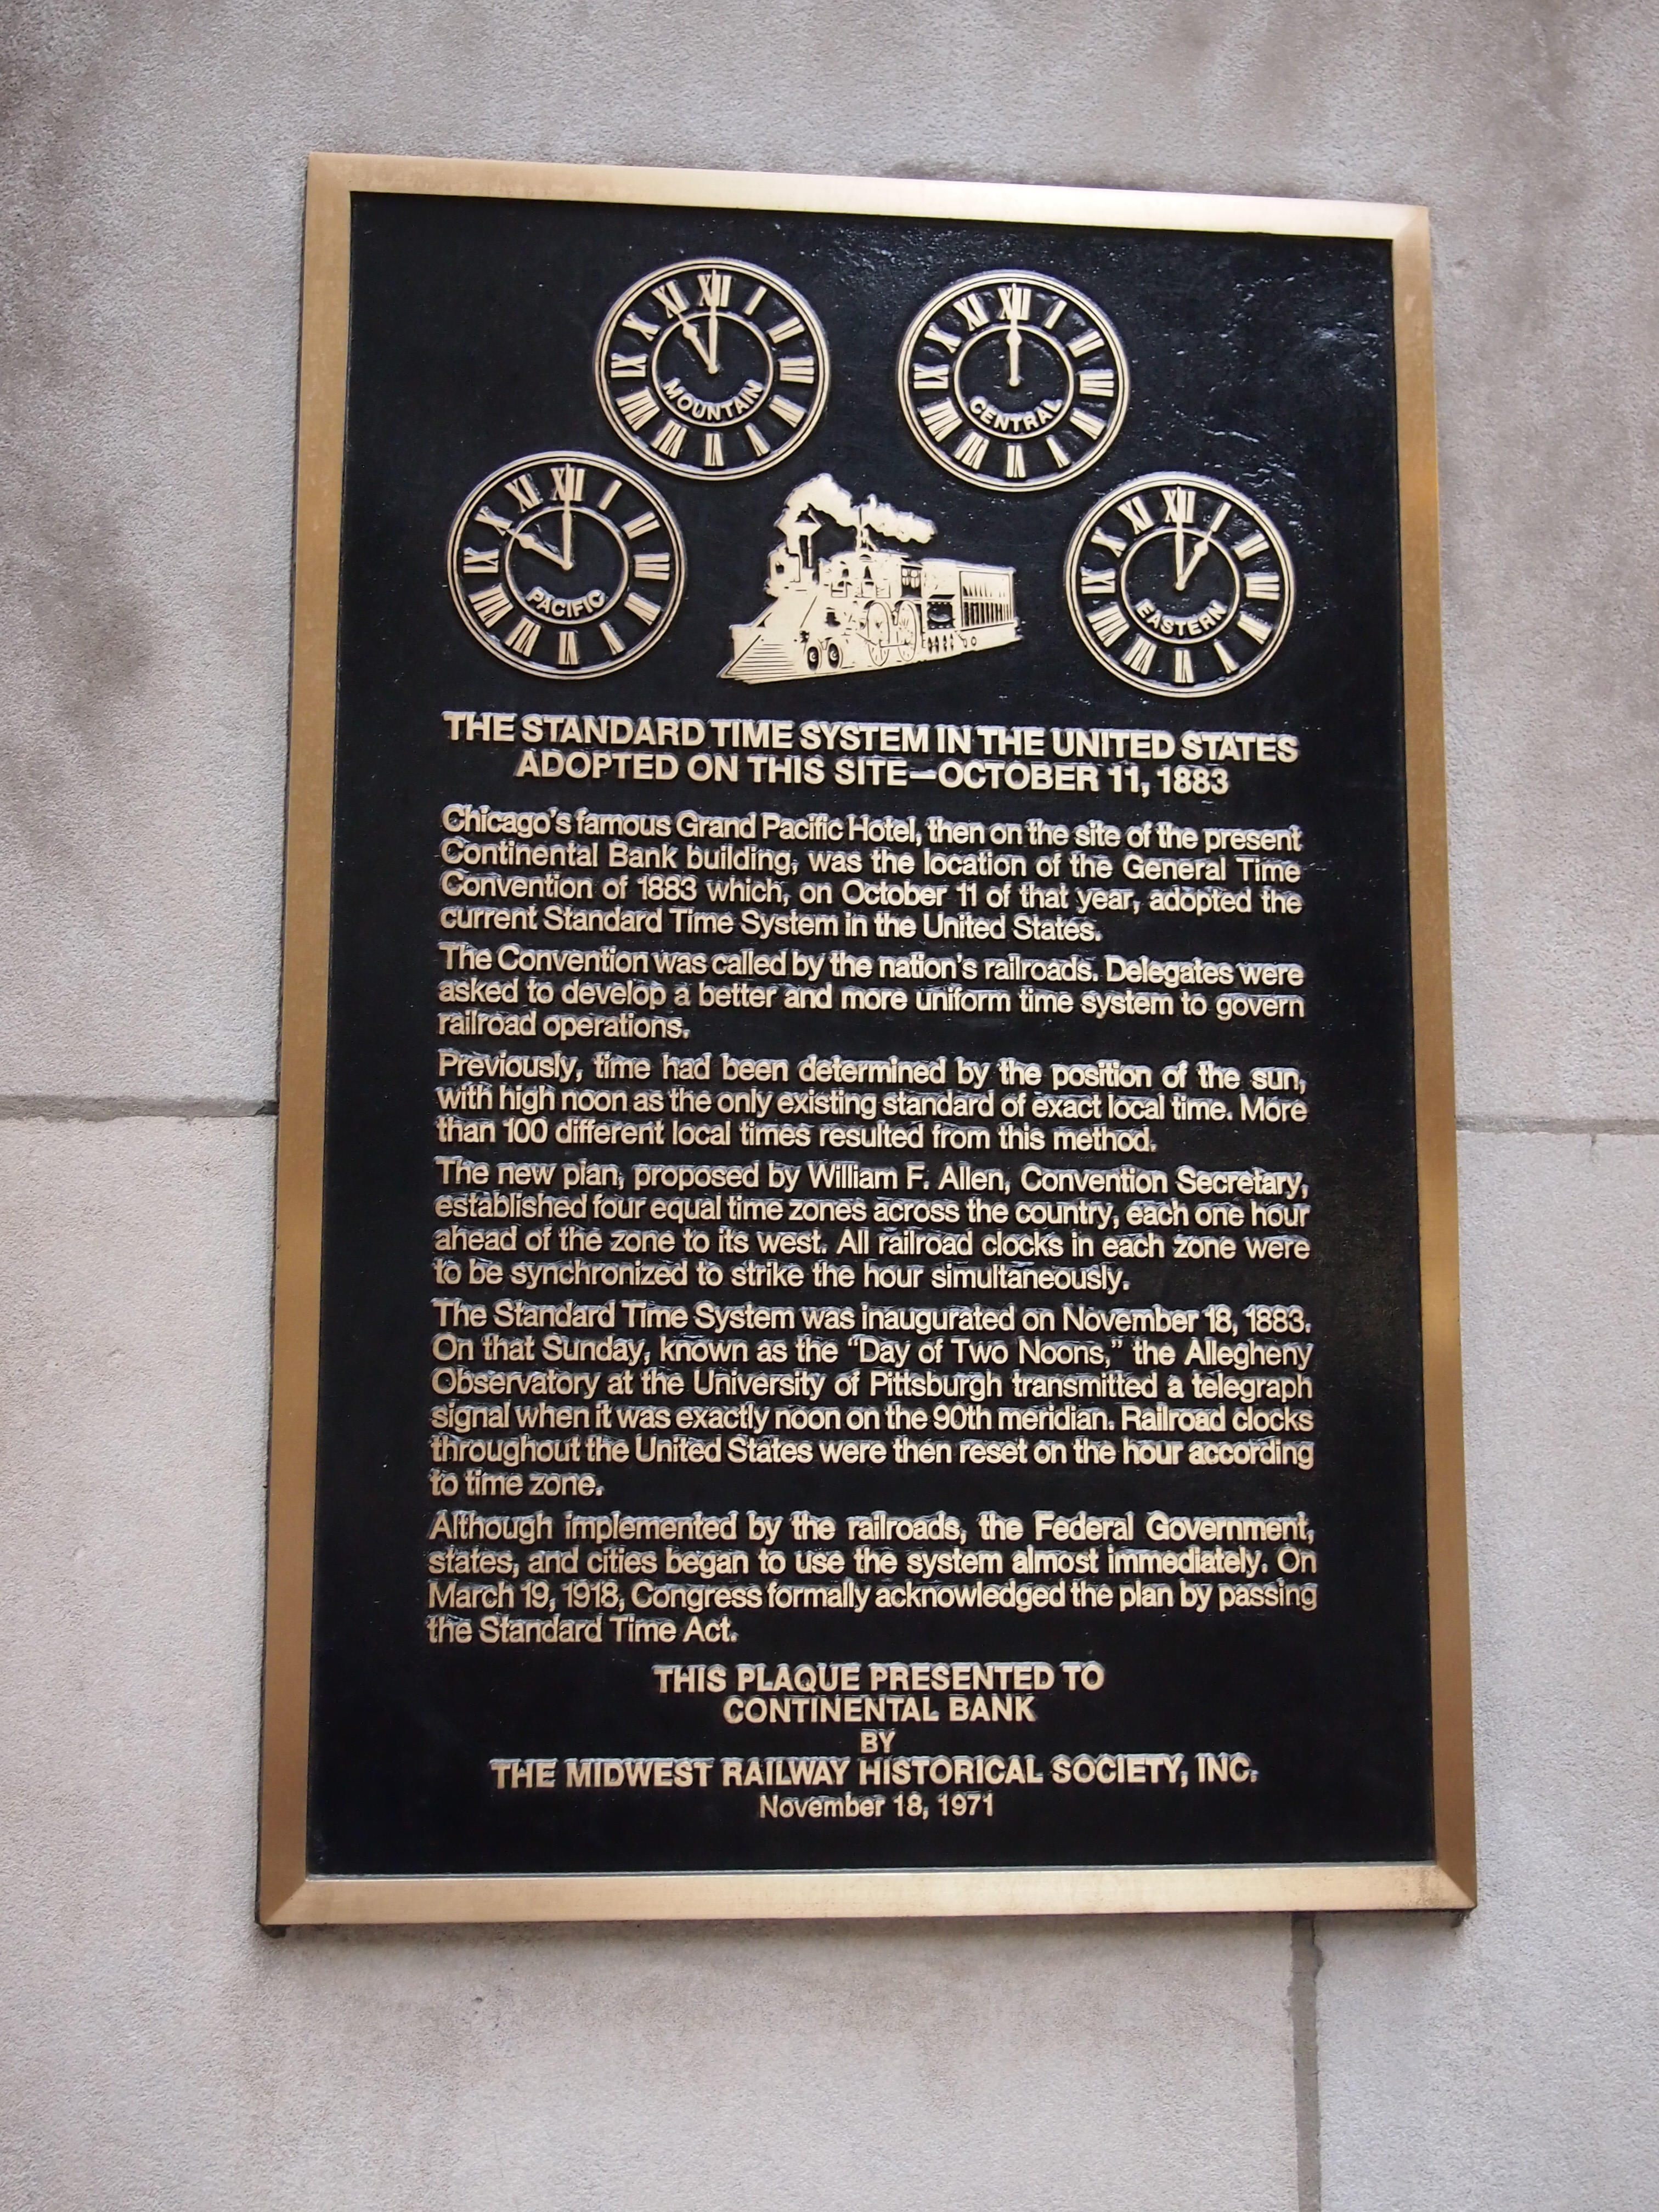 MOUNTAIN
CENTRAL
PACIFIC
EASTERN
THE STANDARD TIME SYSTEM IN THE UNITED STATES
ADOPTED ON THIS SITE—OCTOBER 11, 1883
Chicago's famous Grand Pacific Hotel, then on the site of the present
Continental Bank building, was the location of the General Time
Convention of 1883 which, on October 11 of that year, adopted the
current Standard Time System in the United States.
The Convention was called by the nation's railroads. Delegates were
asked to develop a better and more uniform time system to govern
railroad operations.
Previously, time had been determined by the position of the sun,
with high noon as the only existing standard of exact local time. More
than 100 different local times resulted from this method.
The new plan, proposed by William F. Allen, Convention Secretary,
established four equal time zones across the country, each one hour
ahead of the zone to its west. All railroad clocks in each zone were
to be synchronized to strike the hour simultaneously.
The Standard Time System was inaugurated on November 18, 1883.
On that Sunday, known as the "Day of Two Noons," the Allegheny
Observatory at the University of Pittsburgh transmitted a telegraph
signal when it was exactly noon on the 90th meridian. Railroad clocks
throughout the United States were then reset on the hour according
to time zone.
Although implemented by the railroads, the Federal Government,
states, and cities began to use the system almost immediately. On
March 19, 1918, Congress formally acknowledged the plan by passing
the Standard Time Act.
THIS PLAQUE PRESENTED TO
CONTINENTAL BANK
BY
THE MIDWEST RAILWAY HISTORICAL SOCIETY, INC.
November 18, 1971